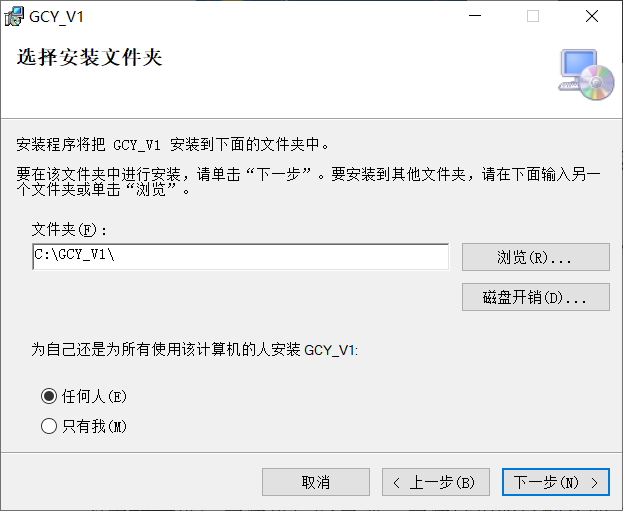 GCY_V1
选择安装文件夹
安装程序将把 GCY_V1 安装到下面的文件夹中。
要在该文件夹中进行安装，请单击“下一步”。要安装到其他文件夹，请在下面输入另一
个文件夹或单击“浏览”。
文件夹(F)：
C:\GCY_V1\
浏览(R)...
磁盘开销(D)...
为自己还是为所有使用该计算机的人安装 GCY_V1:
任何人(E)
只有我(M)
取消
< 上一步(B)
下一步(N) >